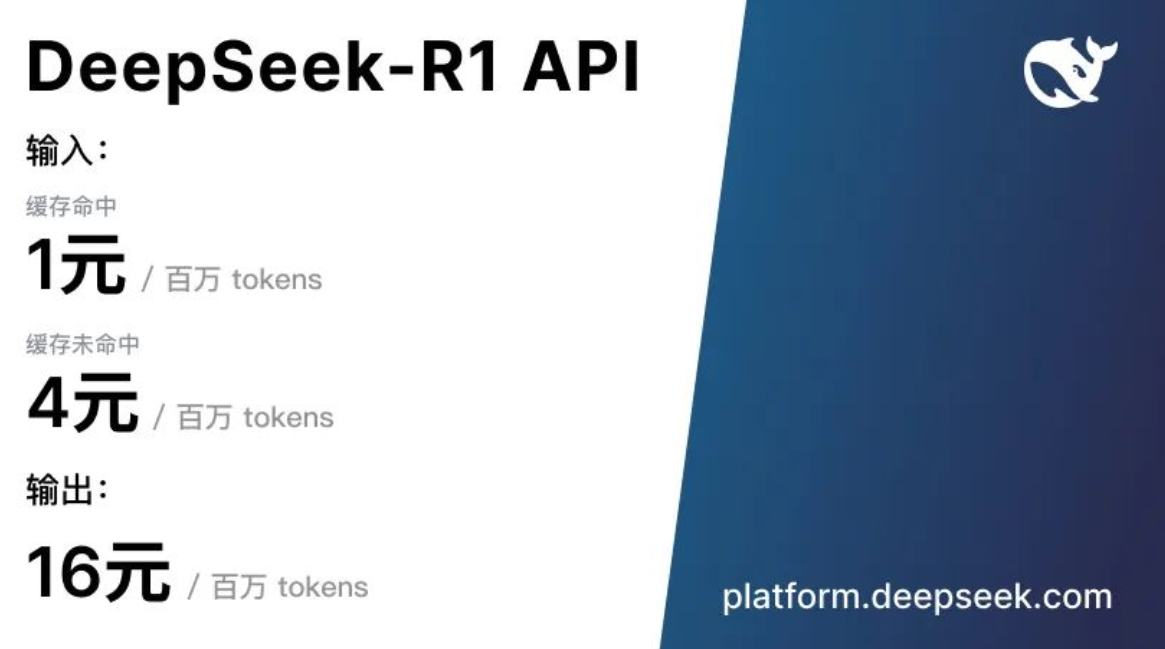 DeepSeek-R1 API
输入：
缓存命中
1元 / 百万 tokens
缓存未命中
4元 / 百万 tokens
输出：
16元 / 百万 tokens
platform.deepseek.com